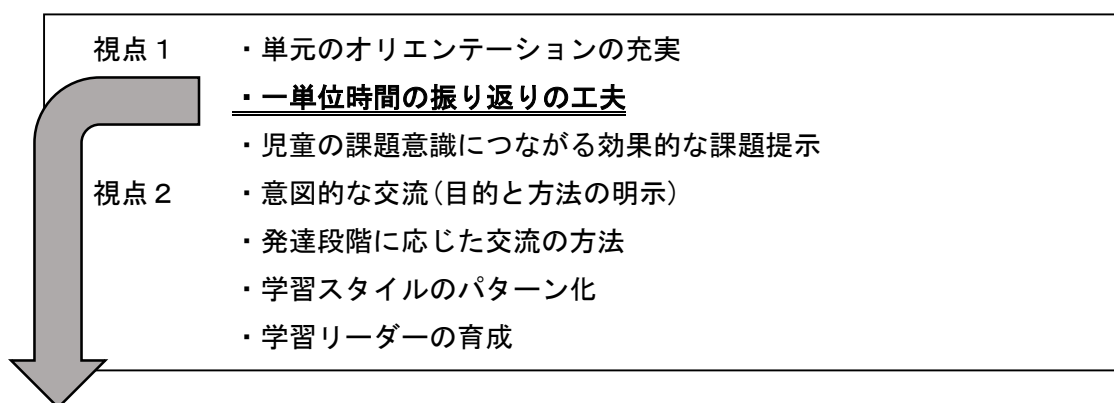 視点１　・単元のオリエンテーションの充実
・一単位時間の振り返りの工夫
・児童の課題意識につながる効果的な課題提示
視点２　・意図的な交流(目的と方法の明示)
・発達段階に応じた交流の方法
・学習スタイルのパターン化
・学習リーダーの育成